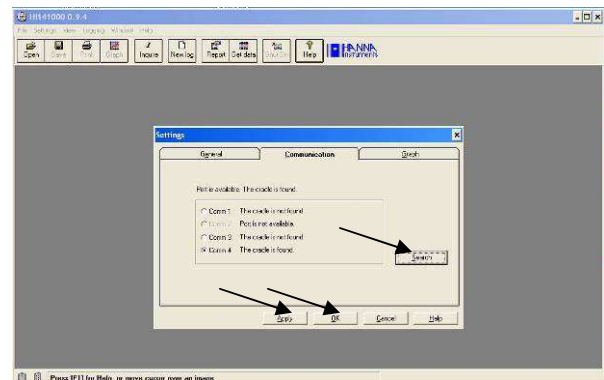 HI141000 0.9.4
File Settings View Logging Window Help
Open Save Print Graph Inquire New log Report Get data Help HANNA instruments
Settings
General Communication Graph
Port is available. The cradle is found.
Comm 1 The cradle is not found
Comm 2 Port is not available.
Comm 3 The cradle is not found
Comm 4 The cradle is found.
Search
Apply OK Cancel Help
Press [F1] for Help, or move cursor over an image